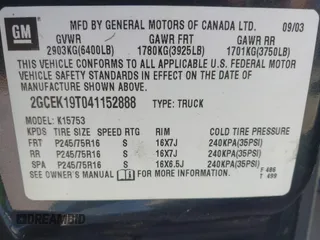 GM
MFD BY GENERAL MOTORS OF CANADA LTD.
09/03
GVWR GAWR FRT GAWR RR
2903KG(6400LB) 1780KG(3925LB) 1701KG(3750LB)
THIS VEHICLE CONFORMS TO ALL APPLICABLE U.S. FEDERAL MOTOR
VEHICLE SAFETY STANDARDS IN EFFECT ON THE DATE OF
MANUFACTURE SHOWN ABOVE.
2GCEK19T041152888 TYPE: TRUCK
MODEL: K15753
KPDS TIRE SIZE SPEED RTG RIM COLD TIRE PRESSURE
FRT P245/75R16 S 16X7J 240KPA(35PSI)
RR P245/75R16 S 16X7J 240KPA(35PSI)
SPA P245/75R16 S 16X6.5J 240KPA(35PSI)
SEE OWNER'S MANUAL FOR ADDITIONAL INFORMATION
F 486
T 499
AMERIBID